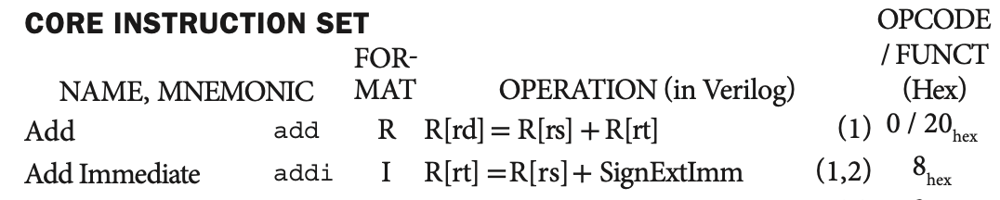 CORE INSTRUCTION SET
OPCODE
/ FUNCT
(Hex)
FOR-
MAT
NAME, MNEMONIC OPERATION (in Verilog)
Add add R R[rd] = R[rs] + R[rt] (1) 0 / 20hex
Add Immediate addi I R[rt] =R[rs]+ SignExtImm (1,2) 8hex